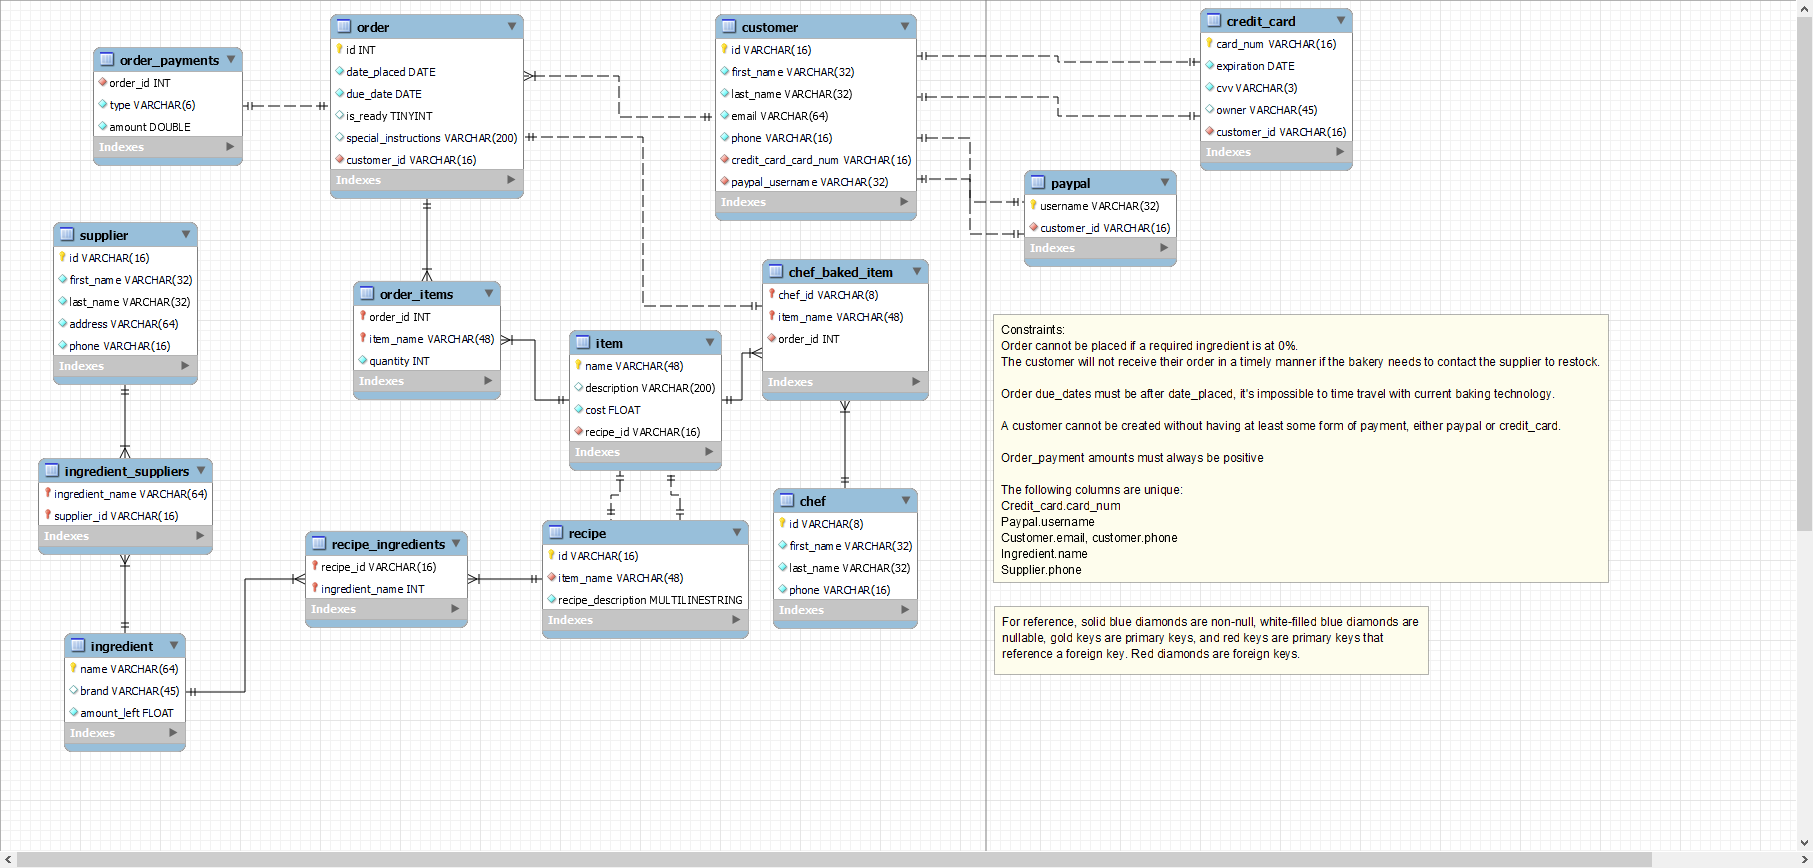 order_payments
order_id INT
type VARCHAR(6)
amount DOUBLE
Indexes
order
id INT
date_placed DATE
due_date DATE
is_ready TINYINT
special_instructions VARCHAR(200)
customer_id VARCHAR(16)
Indexes
customer
id VARCHAR(16)
first_name VARCHAR(32)
last_name VARCHAR(32)
email VARCHAR(64)
phone VARCHAR(16)
credit_card_card_num VARCHAR(16)
paypal_username VARCHAR(32)
Indexes
credit_card
card_num VARCHAR(16)
expiration DATE
cvv VARCHAR(3)
owner VARCHAR(45)
customer_id VARCHAR(16)
Indexes
paypal
username VARCHAR(32)
customer_id VARCHAR(16)
Indexes
supplier
id VARCHAR(16)
first_name VARCHAR(32)
last_name VARCHAR(32)
address VARCHAR(64)
phone VARCHAR(16)
Indexes
order_items
order_id INT
item_name VARCHAR(48)
quantity INT
Indexes
item
name VARCHAR(48)
description VARCHAR(200)
cost FLOAT
recipe_id VARCHAR(16)
Indexes
chef_baked_item
chef_id VARCHAR(8)
item_name VARCHAR(48)
order_id INT
Indexes
ingredient_suppliers
ingredient_name VARCHAR(64)
supplier_id VARCHAR(16)
Indexes
recipe_ingredients
recipe_id VARCHAR(16)
ingredient_name INT
Indexes
recipe
id VARCHAR(16)
item_name VARCHAR(48)
recipe_description MULTILINESTRING
Indexes
chef
id VARCHAR(8)
first_name VARCHAR(32)
last_name VARCHAR(32)
phone VARCHAR(16)
Indexes
ingredient
name VARCHAR(64)
brand VARCHAR(45)
amount_left FLOAT
Indexes
Constraints:
Order cannot be placed if a required ingredient is at 0%.
The customer will not receive their order in a timely manner if the bakery needs to contact the supplier to restock.
Order due_dates must be after date_placed, it's impossible to time travel with current baking technology.
A customer cannot be created without having at least some form of payment, either paypal or credit_card.
Order_payment amounts must always be positive
The following columns are unique:
Credit_card.card_num
Paypal.username
Customer.email, customer.phone
Ingredient.name
Supplier.phone
For reference, solid blue diamonds are non-null, white-filled blue diamonds are
nullable, gold keys are primary keys, and red keys are primary keys that
reference a foreign key. Red diamonds are foreign keys.